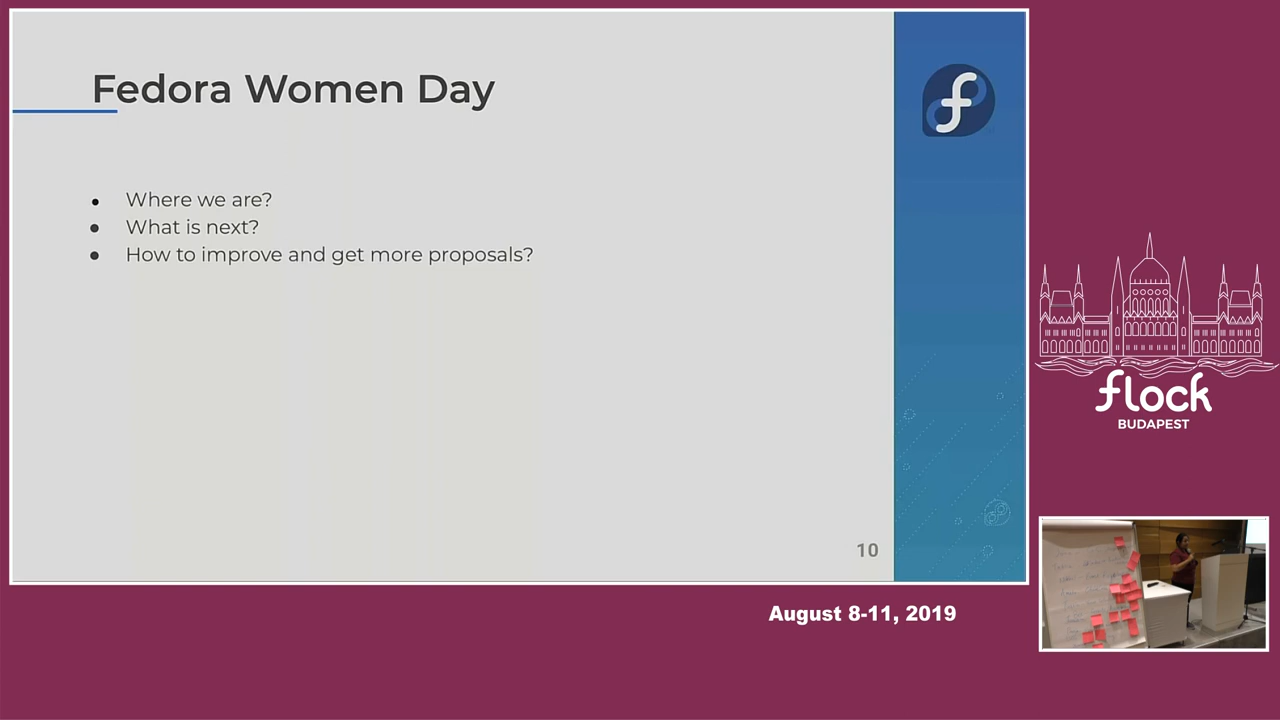 Fedora Women Day
Where we are?
What is next?
How to improve and get more proposals?
10
flock
BUDAPEST
August 8-11, 2019